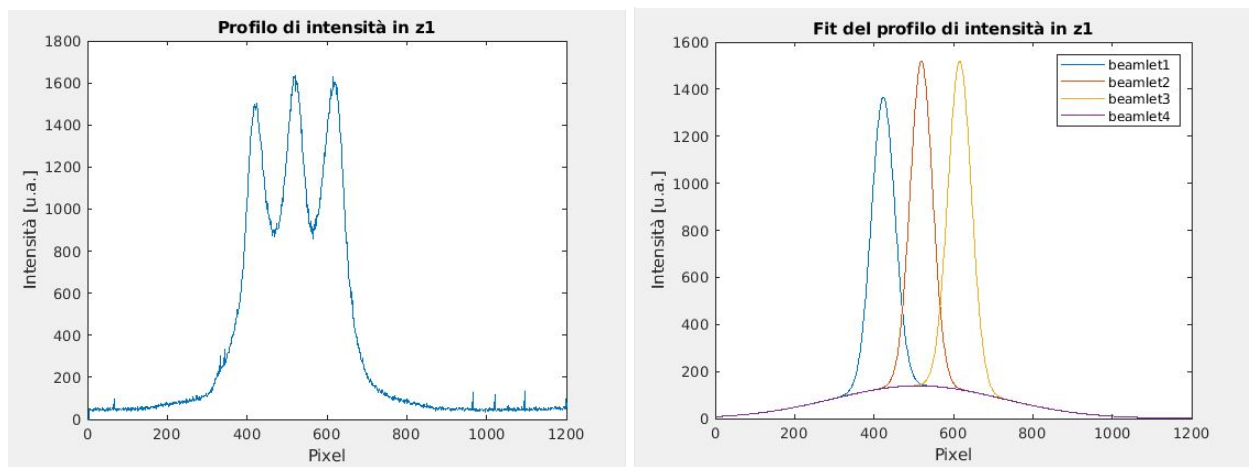 Profilo di intensità in z1
1800
1600
1400
1200
1000
800
600
400
200
0
Intensità [u.a.]
0 200 400 600 800 1000 1200
Pixel
Fit del profilo di intensità in z1
1600
1400
1200
1000
800
600
400
200
0
Intensità [u.a.]
beamlet1
beamlet2
beamlet3
beamlet4
0 200 400 600 800 1000 1200
Pixel